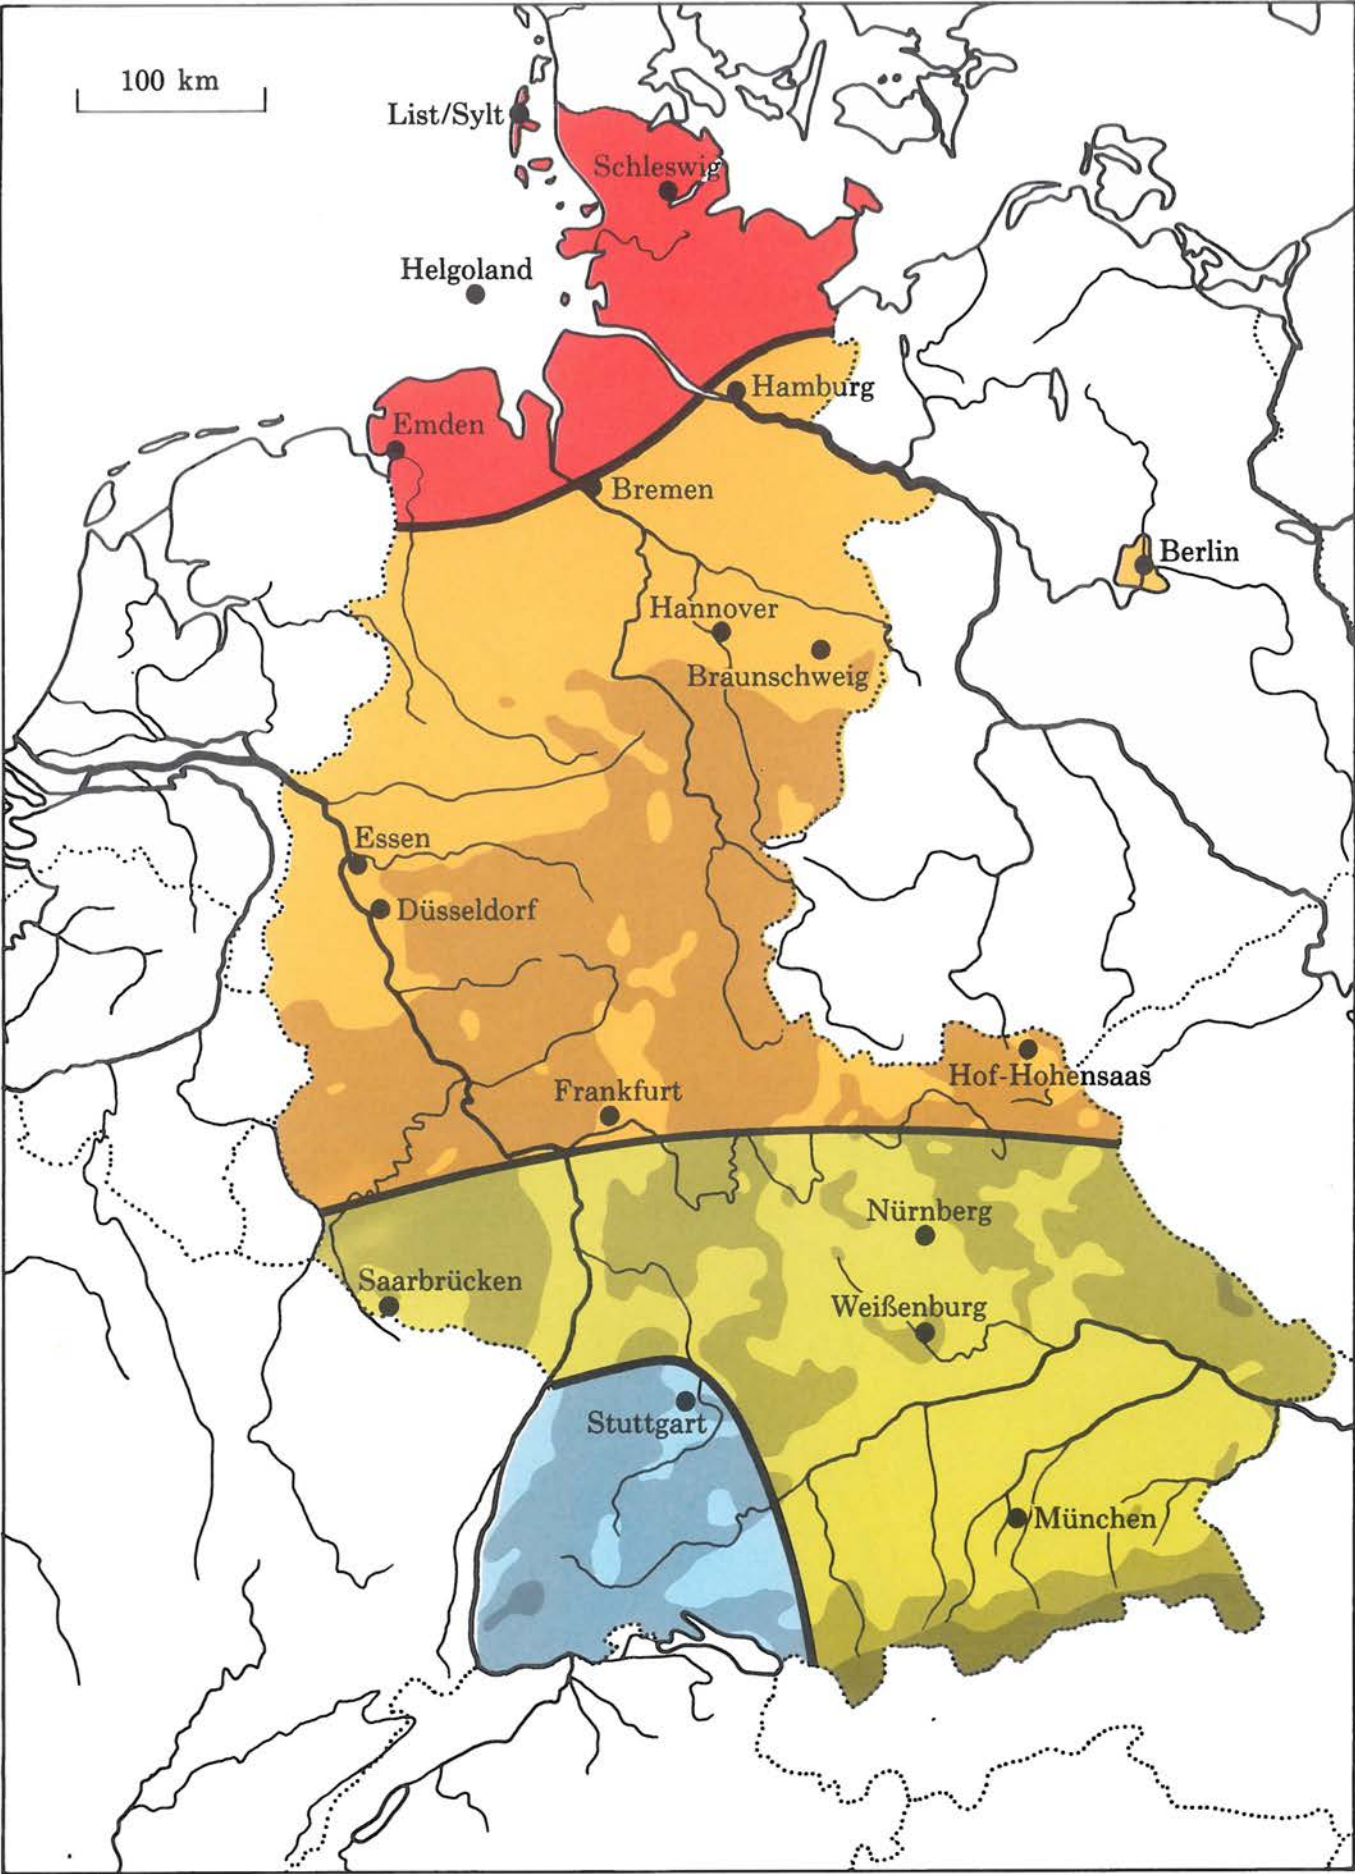 100 km
List/Sylt
Schleswig
Helgoland
Hamburg
Emden
Bremen
Berlin
Hannover
Braunschweig
Essen
Düsseldorf
Hof-Hohensaas
Frankfurt
Nürnberg
Saarbrücken
Weißenburg
Stuttgart
München